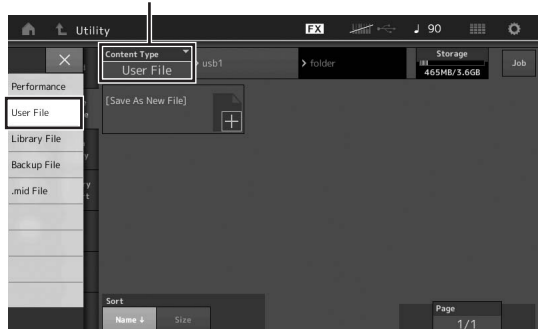 Utility
FX
♩ 90
Content Type
User File
usb1
> folder
Storage
465MB/3.6GB
Job
Performance
User File
Library File
Backup File
.mid File
[Save As New File]
Sort
Name ↓
Size
Page
1/1